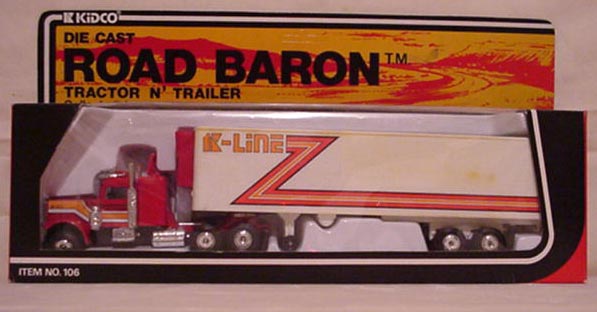 KIDCO®
DIE CAST
ROAD BARON™
TRACTOR N' TRAILER
K-LINE
ITEM NO. 106